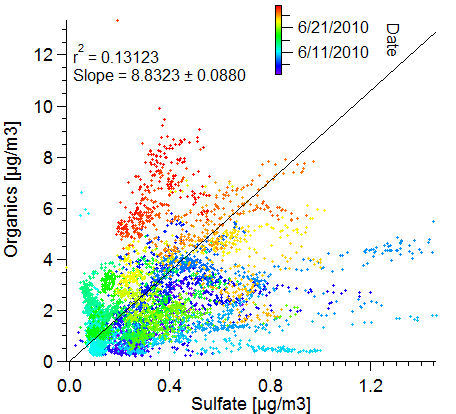 r² = 0.13123
Slope = 8.8323 ± 0.0880
6/21/2010
6/11/2010
Date
Organics [µg/m3]
12
10
8
6
4
2
0
0.0
0.4
0.8
1.2
Sulfate [µg/m3]